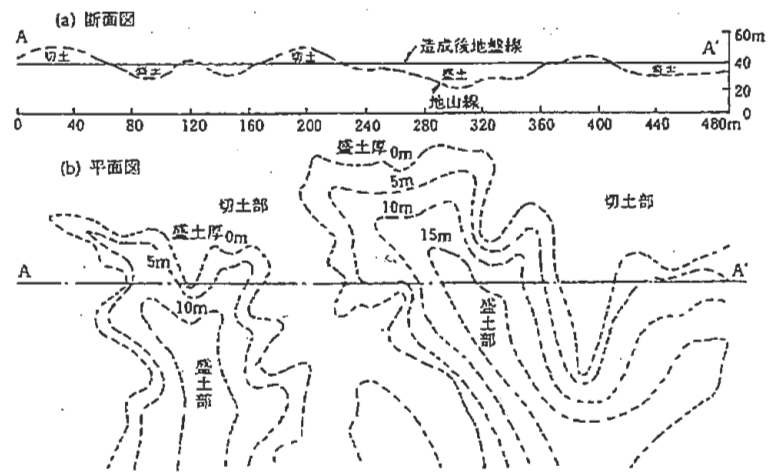 (a) 断面図
A
切土
盛土
切土
造成後地盤線
盛土
地山線
盛土
A´
60m
40
20
0
0 40 80 120 160 200 240 280 320 360 400 440 480m
(b) 平面図
盛土厚0m
5m
10m
15m
切土部
切土部
盛土厚0m
5m
10m
A
A´
盛土部
盛土部